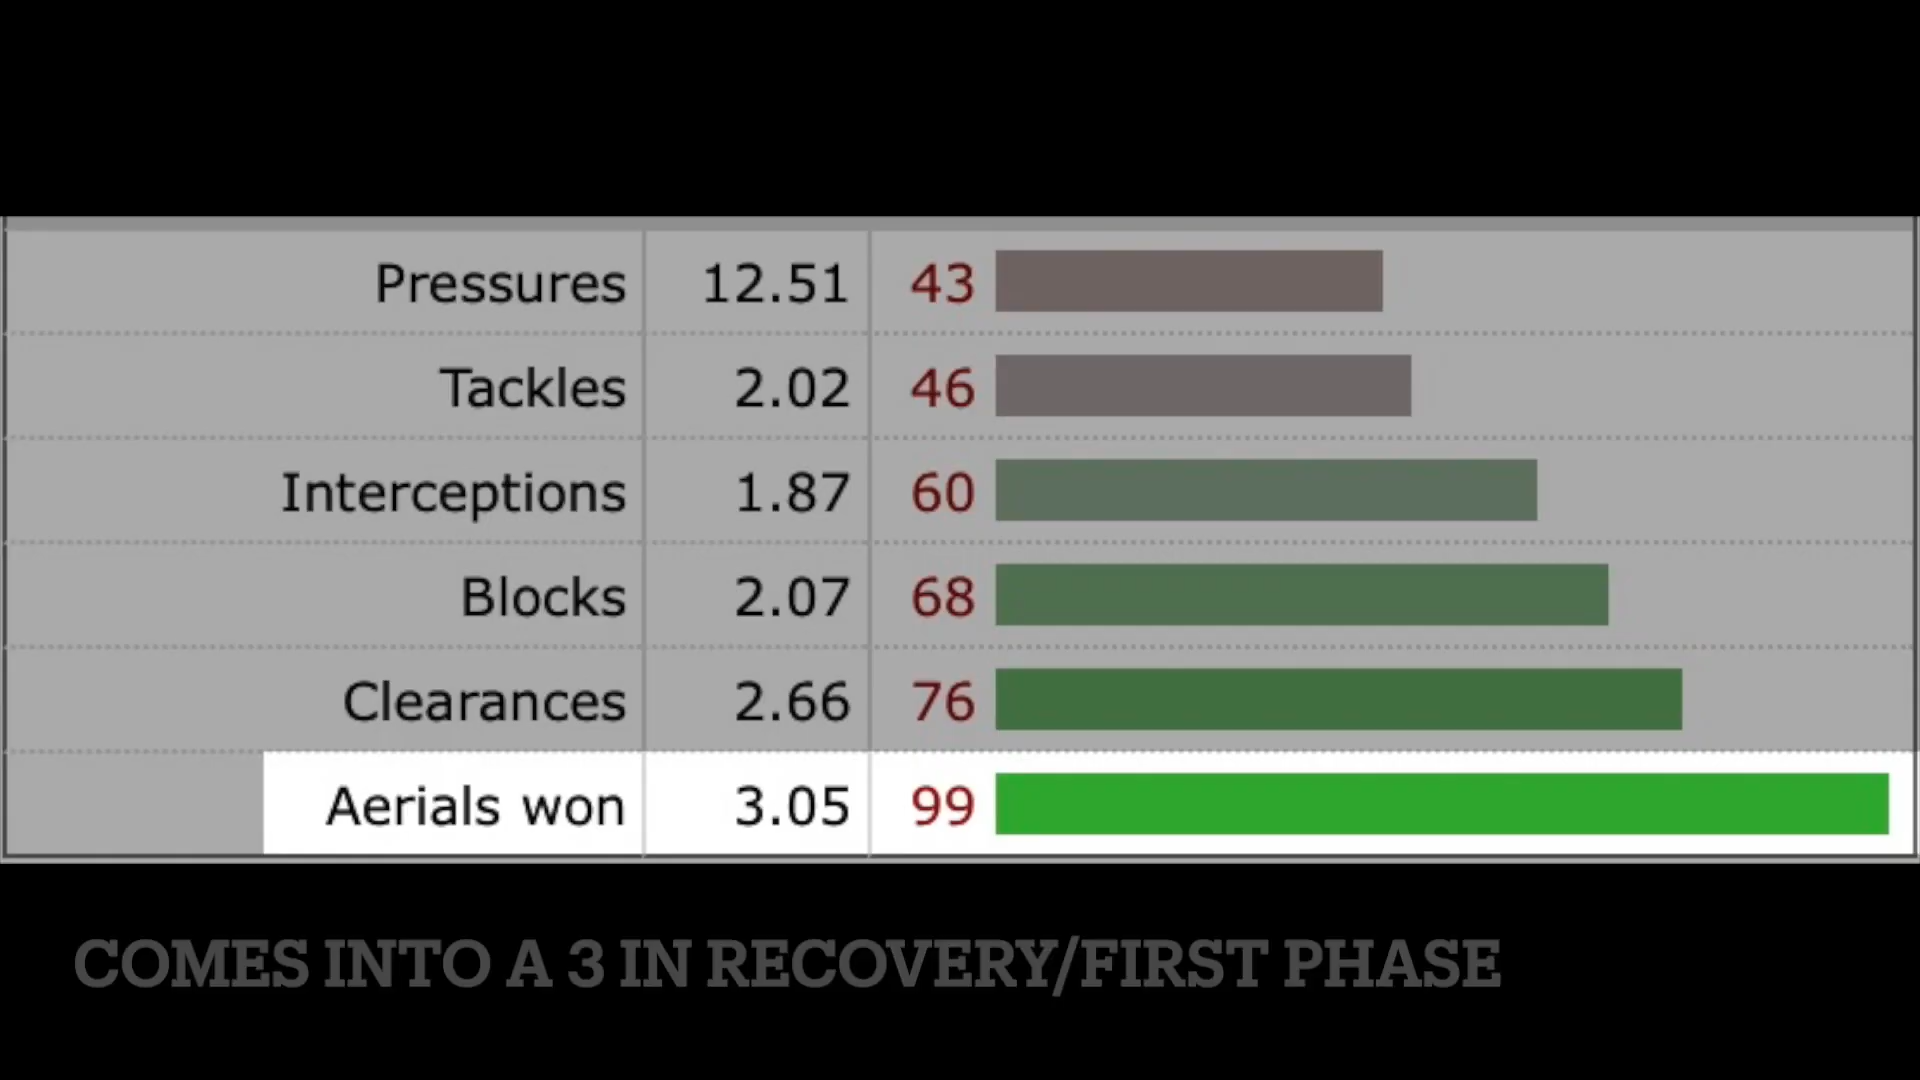 Pressures 12.51 43
Tackles 2.02 46
Interceptions 1.87 60
Blocks 2.07 68
Clearances 2.66 76
Aerials won 3.05 99
COMES INTO A 3 IN RECOVERY/FIRST PHASE